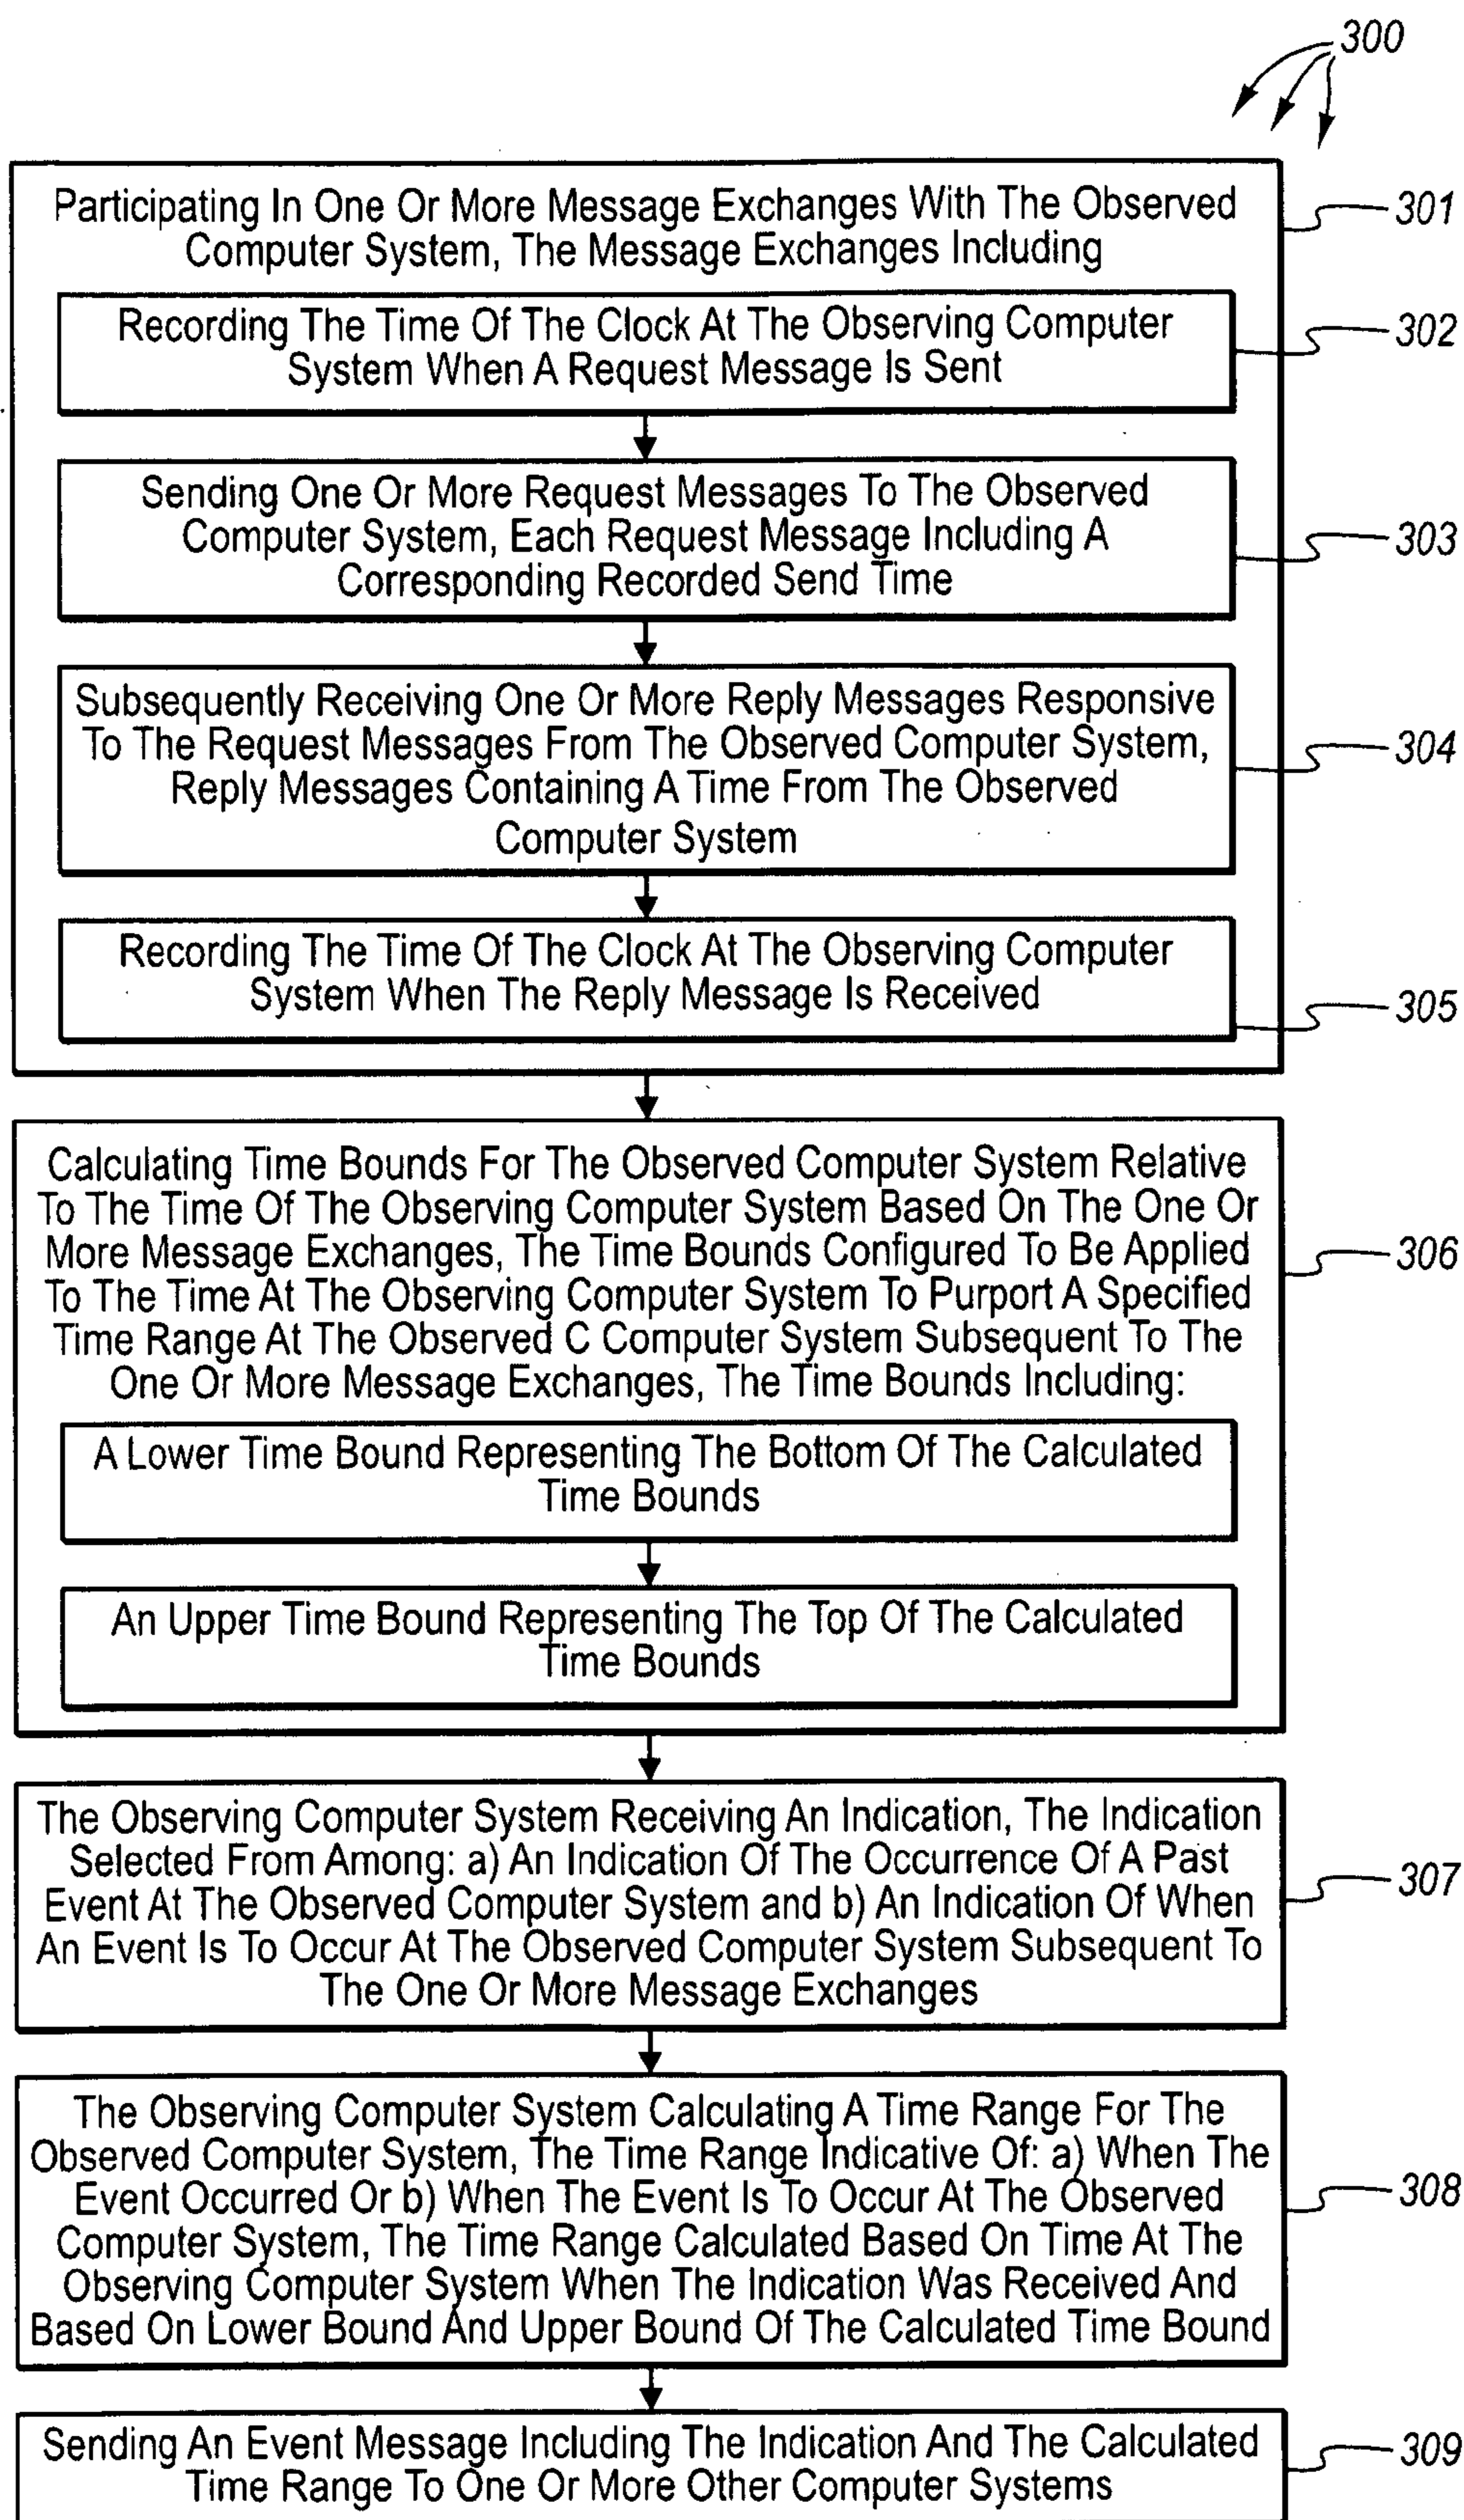 300
Participating In One Or More Message Exchanges With The Observed
Computer System, The Message Exchanges Including
301
Recording The Time Of The Clock At The Observing Computer
System When A Request Message Is Sent
302
Sending One Or More Request Messages To The Observed
Computer System, Each Request Message Including A
Corresponding Recorded Send Time
303
Subsequently Receiving One Or More Reply Messages Responsive
To The Request Messages From The Observed Computer System,
Reply Messages Containing A Time From The Observed
Computer System
304
Recording The Time Of The Clock At The Observing Computer
System When The Reply Message Is Received
305
Calculating Time Bounds For The Observed Computer System Relative
To The Time Of The Observing Computer System Based On The One Or
More Message Exchanges, The Time Bounds Configured To Be Applied
To The Time At The Observing Computer System To Purport A Specified
Time Range At The Observed C Computer System Subsequent To The
One Or More Message Exchanges, The Time Bounds Including:
306
A Lower Time Bound Representing The Bottom Of The Calculated
Time Bounds
An Upper Time Bound Representing The Top Of The Calculated
Time Bounds
The Observing Computer System Receiving An Indication, The Indication
Selected From Among: a) An Indication Of The Occurrence Of A Past
Event At The Observed Computer System and b) An Indication Of When
An Event Is To Occur At The Observed Computer System Subsequent To
The One Or More Message Exchanges
307
The Observing Computer System Calculating A Time Range For The
Observed Computer System, The Time Range Indicative Of: a) When The
Event Occurred Or b) When The Event Is To Occur At The Observed
Computer System, The Time Range Calculated Based On Time At The
Observing Computer System When The Indication Was Received And
Based On Lower Bound And Upper Bound Of The Calculated Time Bound
308
Sending An Event Message Including The Indication And The Calculated
Time Range To One Or More Other Computer Systems
309